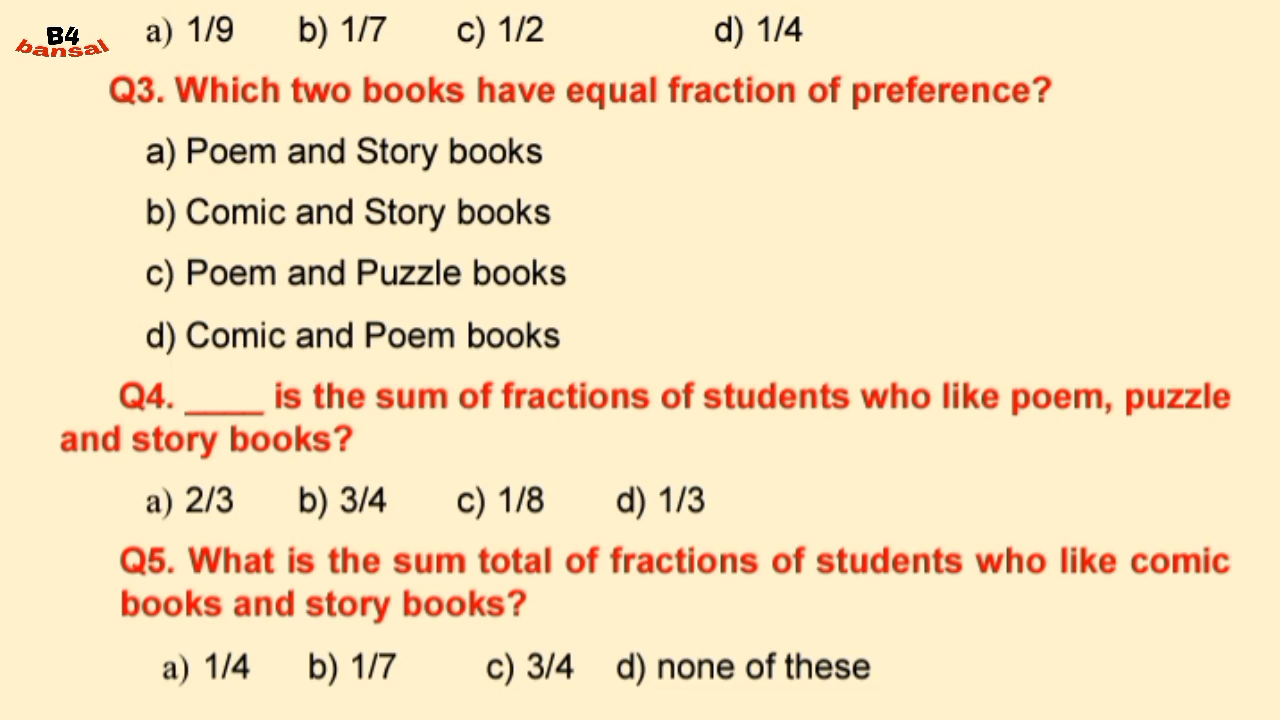 B4
bansal
a) 1/9 b) 1/7 c) 1/2 d) 1/4
Q3. Which two books have equal fraction of preference?
a) Poem and Story books
b) Comic and Story books
c) Poem and Puzzle books
d) Comic and Poem books
Q4. ____ is the sum of fractions of students who like poem, puzzle
and story books?
a) 2/3 b) 3/4 c) 1/8 d) 1/3
Q5. What is the sum total of fractions of students who like comic
books and story books?
a) 1/4 b) 1/7 c) 3/4 d) none of these